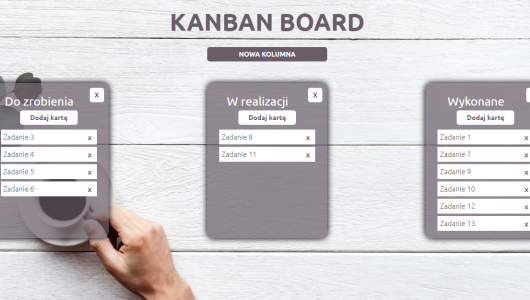 KANBAN BOARD
NOWA KOLUMNA
Do zrobienia
X
Dodaj kartę
Zadanie 3 x
Zadanie 4 x
Zadanie 5 x
Zadanie 6 x
W realizacji
X
Dodaj kartę
Zadanie 8 x
Zadanie 11 x
Wykonane
X
Dodaj kartę
Zadanie 1 x
Zadanie 7 x
Zadanie 9 x
Zadanie 10 x
Zadanie 12 x
Zadanie 13 x